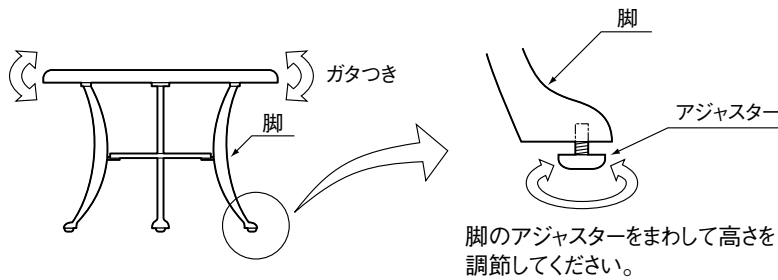 ガタつき
脚
脚
アジャスター
脚のアジャスターをまわして高さを
調節してください。